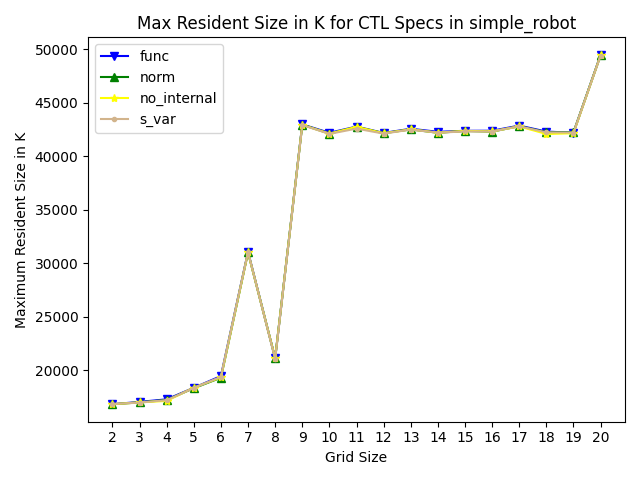 Max Resident Size in K for CTL Specs in simple_robot
func
norm
no_internal
s_var
50000
45000
40000
35000
30000
25000
20000
Maximum Resident Size in K
2 3 4 5 6 7 8 9 10 11 12 13 14 15 16 17 18 19 20
Grid Size